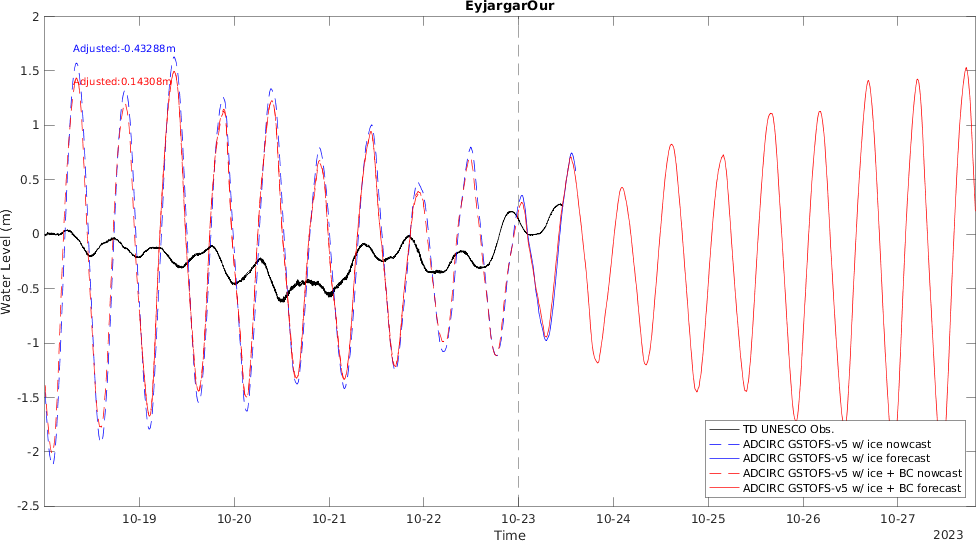 EyjargarOur
Adjusted:-0.43288m
Adjusted:0.14308m
Water Level (m)
2
1.5
1
0.5
0
-0.5
-1
-1.5
-2
-2.5
TD UNESCO Obs.
ADCIRC GSTOFS-v5 w/ ice nowcast
ADCIRC GSTOFS-v5 w/ ice forecast
ADCIRC GSTOFS-v5 w/ ice + BC nowcast
ADCIRC GSTOFS-v5 w/ ice + BC forecast
10-19 10-20 10-21 10-22 10-23 10-24 10-25 10-26 10-27
Time
2023